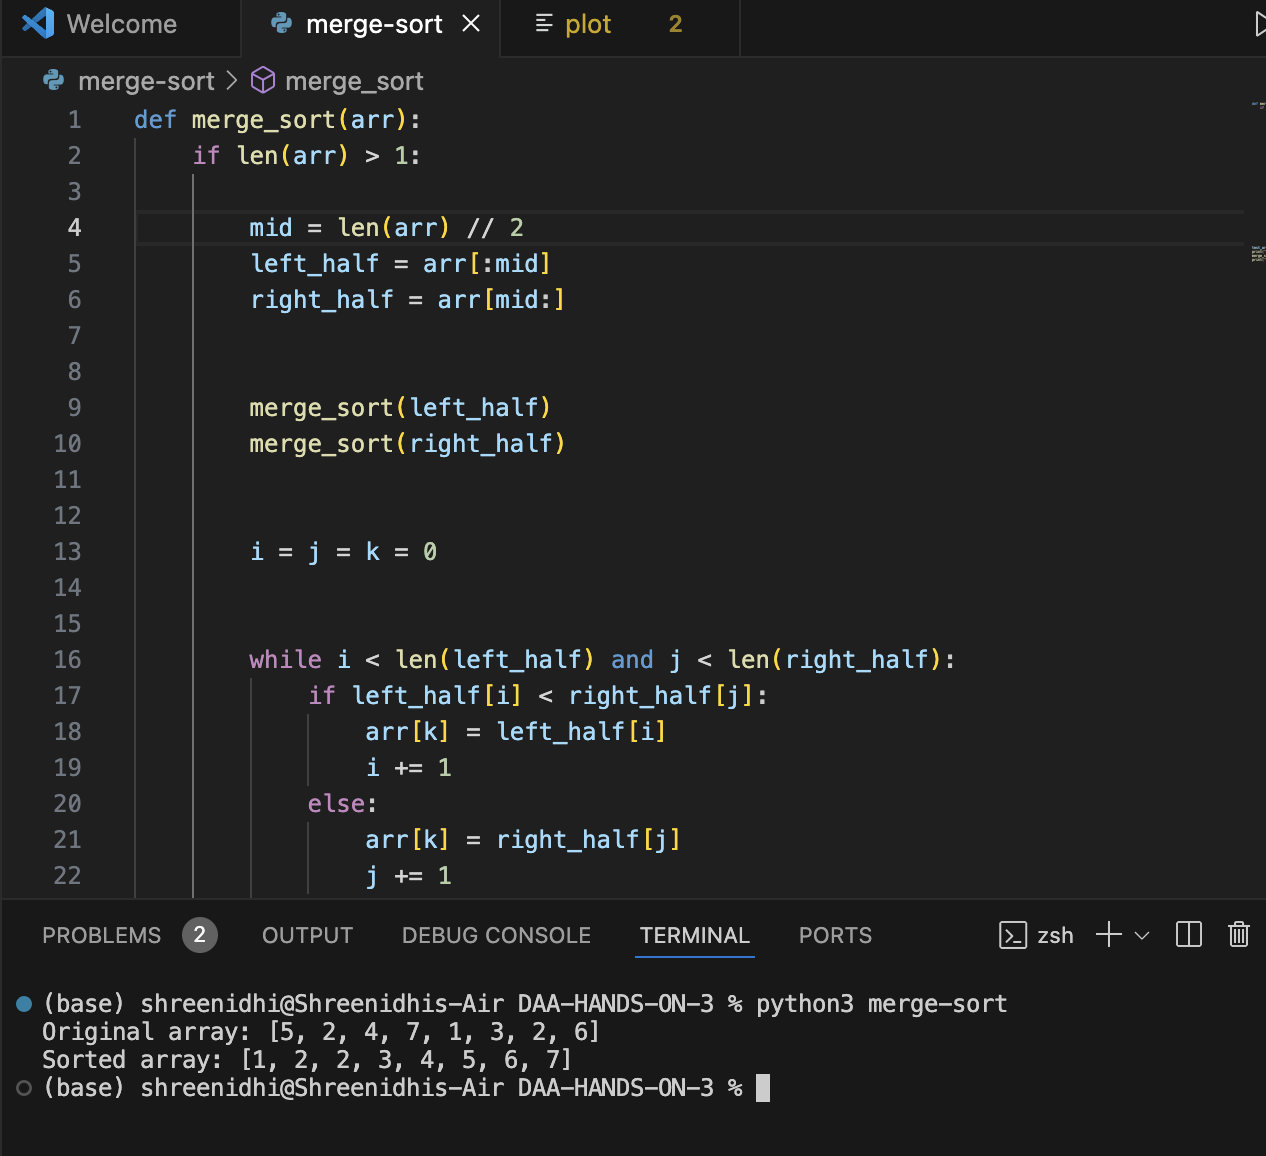 Welcome merge-sort plot 2
merge-sort > merge_sort
1 def merge_sort(arr):
2     if len(arr) > 1:
3
4         mid = len(arr) // 2
5         left_half = arr[:mid]
6         right_half = arr[mid:]
7
8
9         merge_sort(left_half)
10         merge_sort(right_half)
11
12
13         i = j = k = 0
14
15
16         while i < len(left_half) and j < len(right_half):
17             if left_half[i] < right_half[j]:
18                 arr[k] = left_half[i]
19                 i += 1
20             else:
21                 arr[k] = right_half[j]
22                 j += 1
PROBLEMS 2 OUTPUT DEBUG CONSOLE TERMINAL PORTS zsh
(base) shreenidhi@Shreenidhis-Air DAA-HANDS-ON-3 % python3 merge-sort
Original array: [5, 2, 4, 7, 1, 3, 2, 6]
Sorted array: [1, 2, 2, 3, 4, 5, 6, 7]
(base) shreenidhi@Shreenidhis-Air DAA-HANDS-ON-3 %